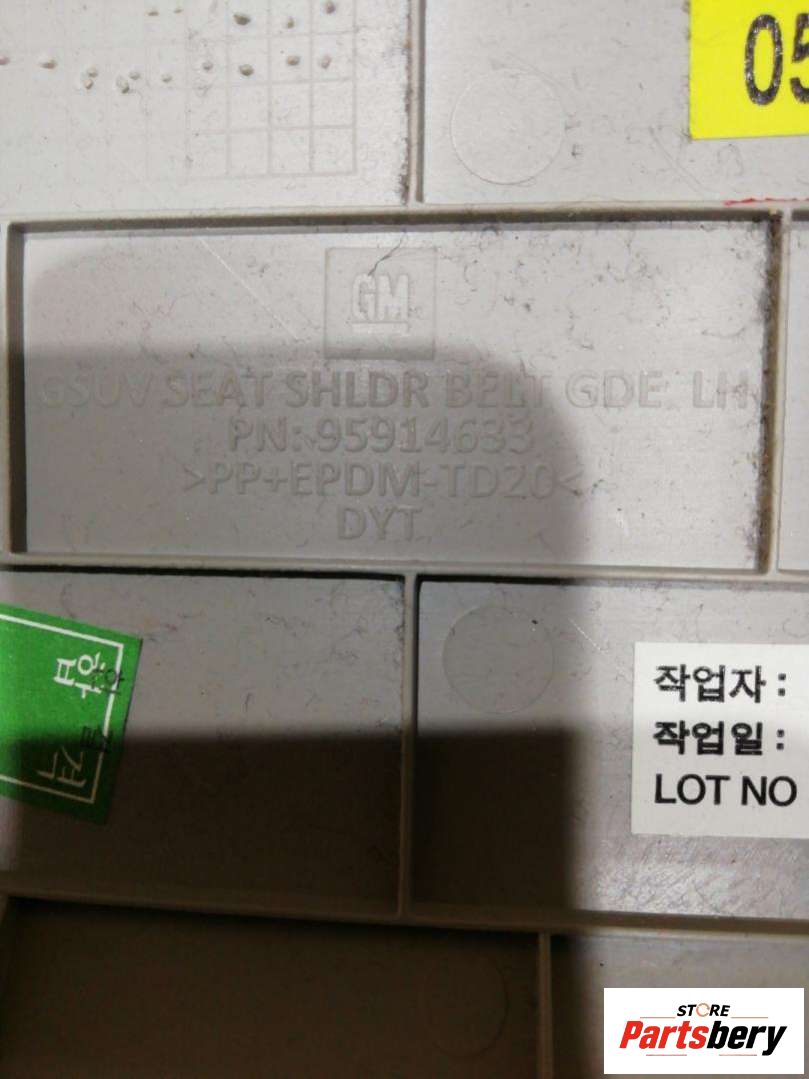 05
GM
GSUV SEAT SHLDR BELT GDE LH
PN: 95914633
>PP+EPDM-TD20<
DYT
작업자 :
작업일 :
LOT NO
STORE
Partsbery